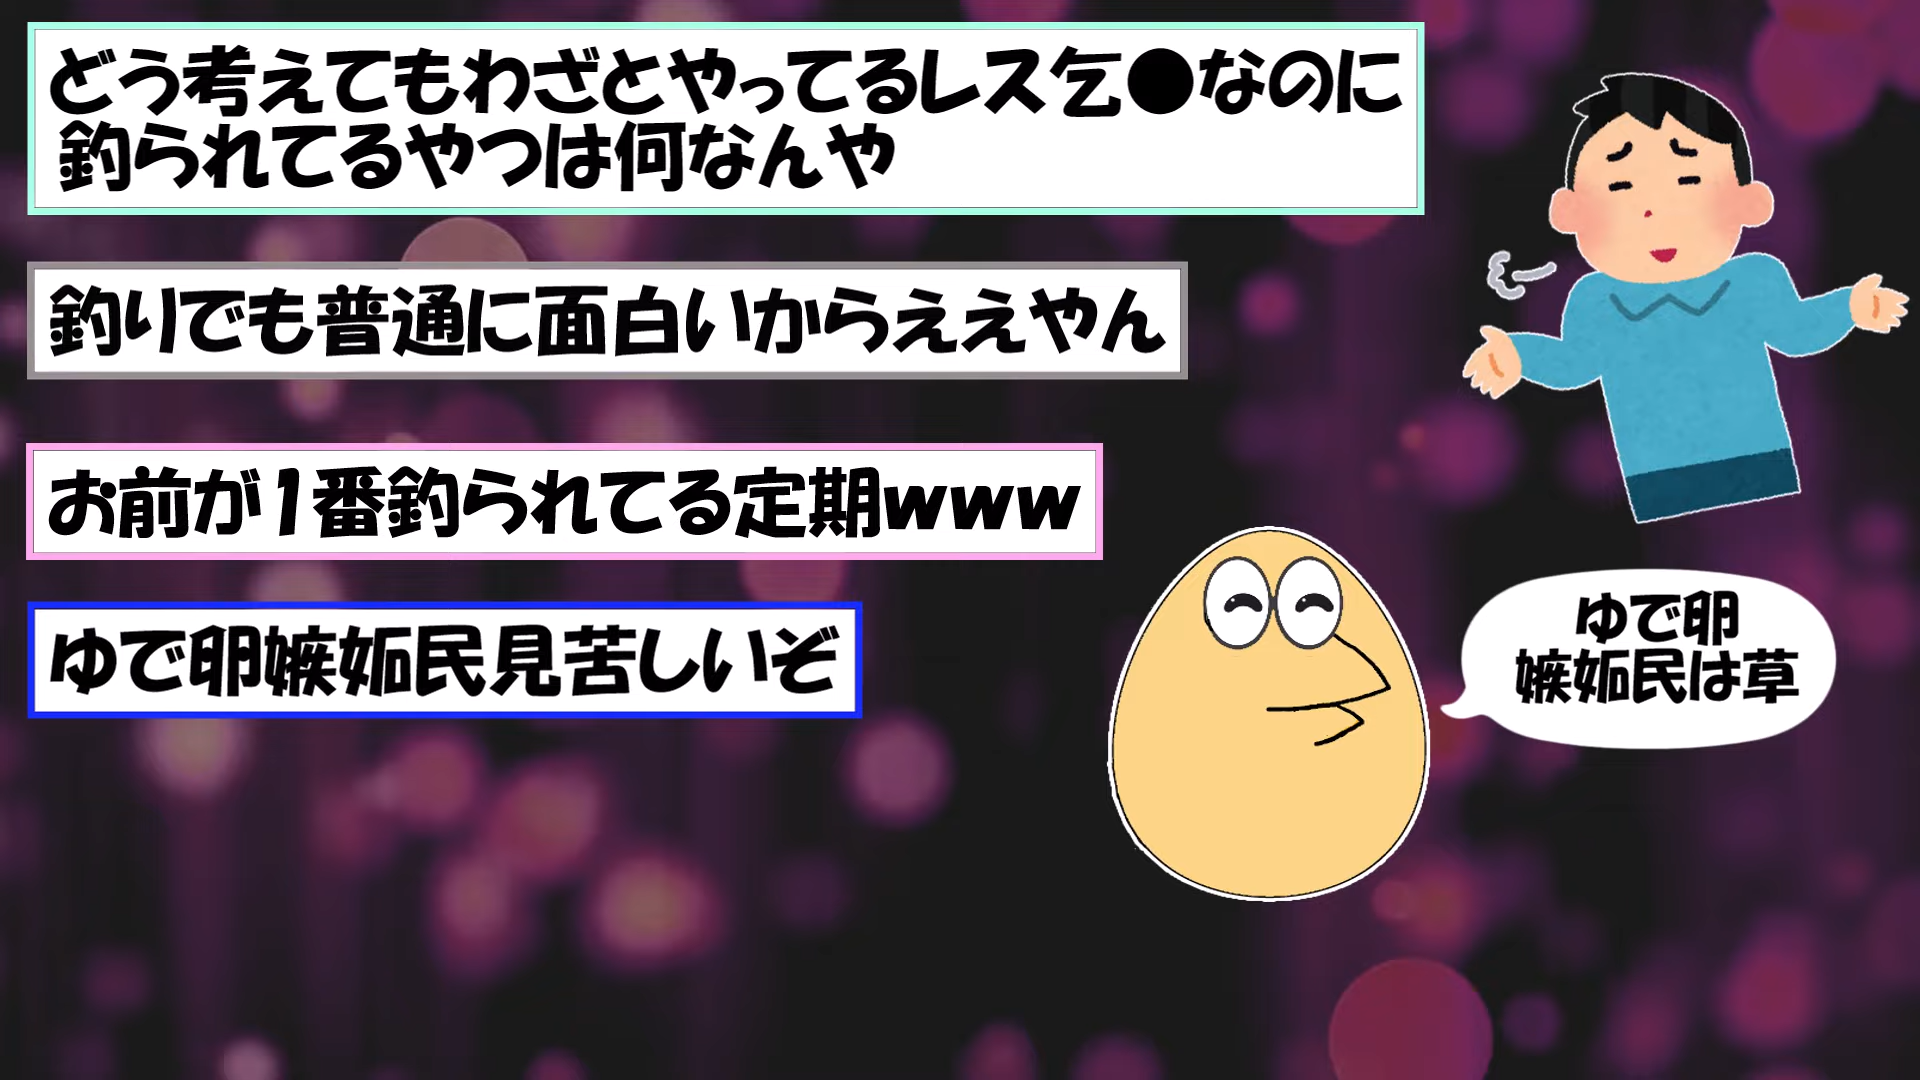 どう考えてもわざとやってるレス乞●なのに
釣られてるやつは何なんや
釣りでも普通に面白いからええやん
お前が1番釣られてる定期www
ゆで卵嫉妬民見苦しいぞ
ゆで卵
嫉妬民は草